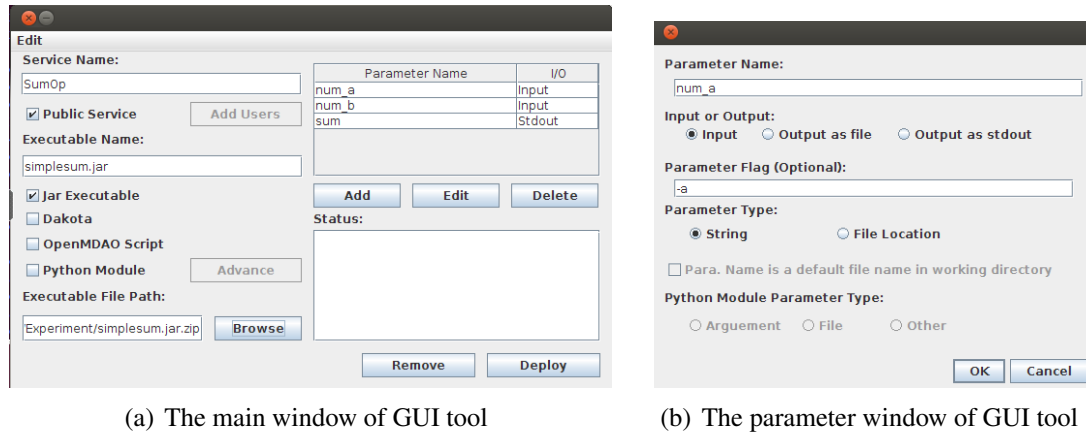 Edit
Service Name:
SumOp
Public Service
Add Users
Executable Name:
simplesum.jar
Jar Executable
Dakota
OpenMDAO Script
Python Module
Advance
Executable File Path:
'Experiment/simplesum.jar.zip
Browse
Parameter Name I/O
num_a Input
num_b Input
sum Stdout
Add Edit Delete
Status:
Remove Deploy
(a) The main window of GUI tool
Parameter Name:
num_a
Input or Output:
Input Output as file Output as stdout
Parameter Flag (Optional):
-a
Parameter Type:
String File Location
Para. Name is a default file name in working directory
Python Module Parameter Type:
Arguement File Other
OK Cancel
(b) The parameter window of GUI tool